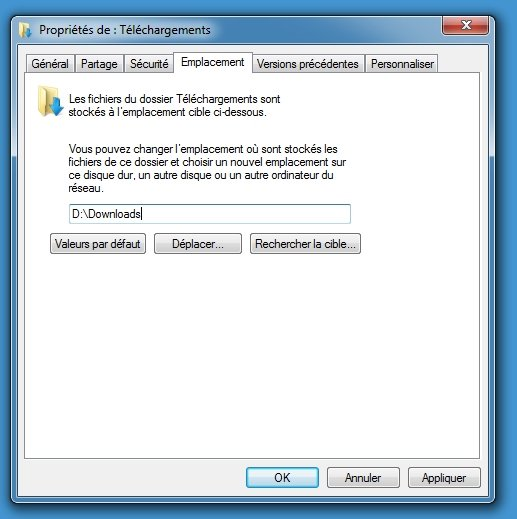 Propriétés de : Téléchargements
Général Partage Sécurité Emplacement Versions précédentes Personnaliser
Les fichiers du dossier Téléchargements sont
stockés à l'emplacement cible ci-dessous.
Vous pouvez changer l'emplacement où sont stockés les
fichiers de ce dossier et choisir un nouvel emplacement sur
ce disque dur, un autre disque ou un autre ordinateur du
réseau.
D:\Downloads
Valeurs par défaut Déplacer... Rechercher la cible...
OK Annuler Appliquer